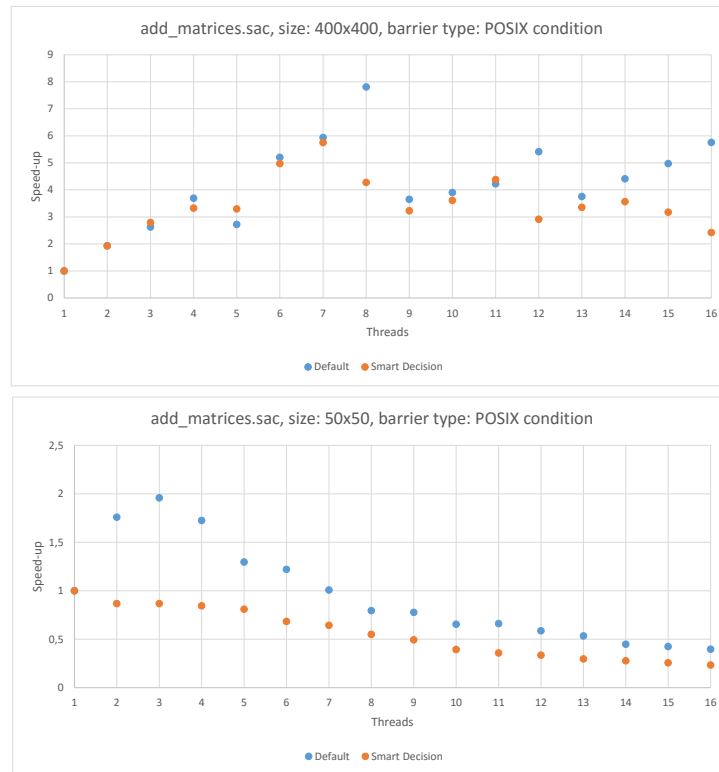 add_matrices.sac, size: 400x400, barrier type: POSIX condition
9
8
7
6
5
4
3
2
1
0
Speed-up
1 2 3 4 5 6 7 8 9 10 11 12 13 14 15 16
Threads
Default Smart Decision
add_matrices.sac, size: 50x50, barrier type: POSIX condition
2,5
2
1,5
1
0,5
0
Speed-up
1 2 3 4 5 6 7 8 9 10 11 12 13 14 15 16
Threads
Default Smart Decision